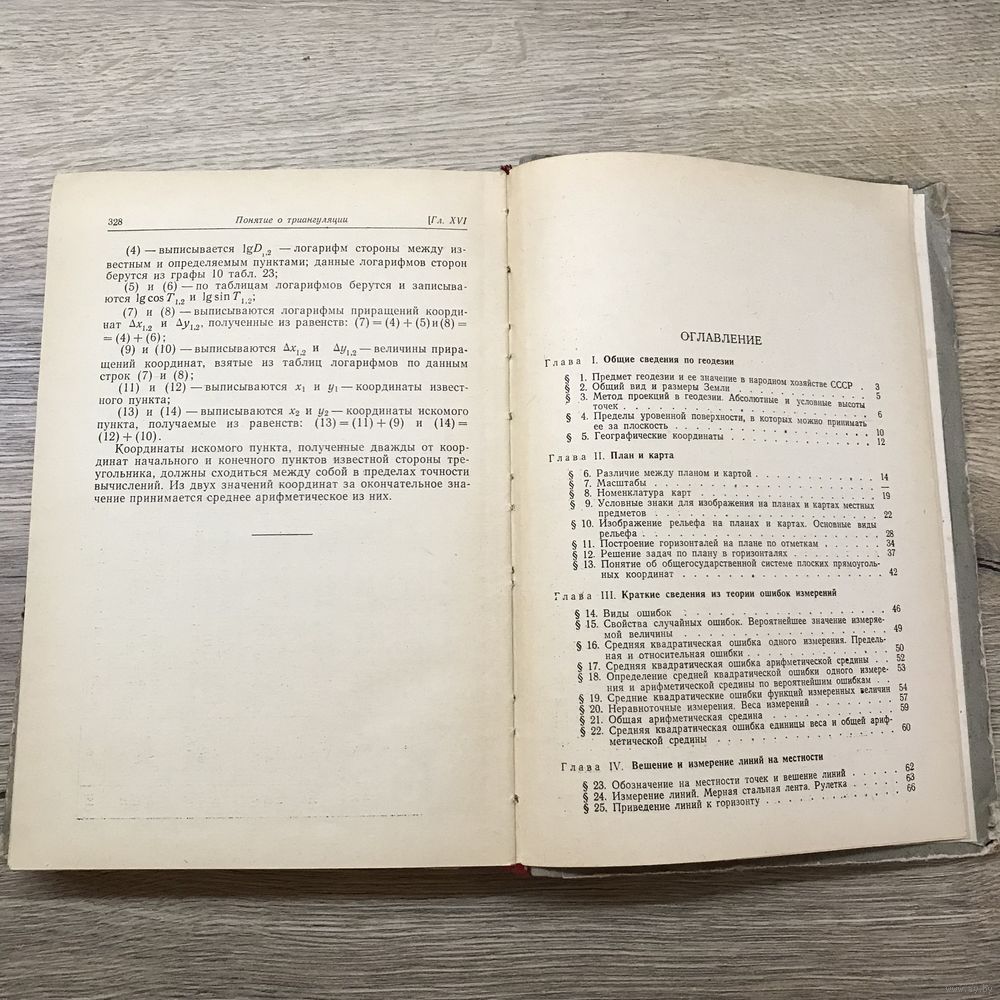 328 Понятие о триангуляции [Гл. XVI
(4) — выписывается lgD1,2 — логарифм стороны между из-
вестным и определяемым пунктами; данные логарифмов сторон
берутся из графы 10 табл. 23;
(5) и (6) — по таблицам логарифмов берутся и записыва-
ются lg cos T1,2 и lg sin T1,2;
(7) и (8) — выписываются логарифмы приращений коорди-
нат Δx1,2 и Δy1,2, полученные из равенств: (7) = (4) + (5) и (8) =
= (4) + (6);
(9) и (10) — выписываются Δx1,2 и Δy1,2 — величины прира-
щений координат, взятые из таблиц логарифмов по данным
строк (7) и (8);
(11) и (12) — выписываются x1 и y1 — координаты извест-
ного пункта;
(13) и (14) — выписываются x2 и y2 — координаты искомого
пункта, получаемые из равенств: (13) = (11) + (9) и (14) =
(12) + (10).
Координаты искомого пункта, полученные дважды от коор-
динат начального и конечного пунктов известной стороны тре-
угольника, должны сходиться между собой в пределах точности
вычислений. Из двух значений координат за окончательное зна-
чение принимается среднее арифметическое из них.
ОГЛАВЛЕНИЕ
Глава I. Общие сведения по геодезии
§ 1. Предмет геодезии и ее значение в народном хозяйстве СССР . 3
§ 2. Общий вид и размеры Земли . . . . . . . . . . 5
§ 3. Метод проекций в геодезии. Абсолютные и условные высоты
точек . . . . . . . . . . . . . . 6
§ 4. Пределы уровенной поверхности, в которых можно принимать
ее за плоскость . . . . . . . . . . . 10
§ 5. Географические координаты . . . . . . . . . 12
Глава II. План и карта
§ 6. Различие между планом и картой . . . . . . . . 14
§ 7. Масштабы . . . . . . . . . . . . . —
§ 8. Номенклатура карт . . . . . . . . . . . 19
§ 9. Условные знаки для изображения на планах и картах местных
предметов . . . . . . . . . . . . . 22
§ 10. Изображение рельефа на планах и картах. Основные виды
рельефа . . . . . . . . . . . . . 28
§ 11. Построение горизонталей на плане по отметкам . . . . 34
§ 12. Решение задач по плану в горизонталях . . . . . . 37
§ 13. Понятие об общегосударственной системе плоских прямоуголь-
ных координат . . . . . . . . . . . 42
Глава III. Краткие сведения из теории ошибок измерений
§ 14. Виды ошибок . . . . . . . . . . . . 46
§ 15. Свойства случайных ошибок. Вероятнейшее значение измеряе-
мой величины . . . . . . . . . . . 49
§ 16. Средняя квадратическая ошибка одного измерения. Предель-
ная и относительная ошибки . . . . . . . . 50
§ 17. Средняя квадратическая ошибка арифметической средины . . 52
§ 18. Определение средней квадратической ошибки одного измере- 53
ния и арифметической средины по вероятнейшим ошибкам . .
§ 19. Средние квадратические ошибки функций измеренных величин 54
§ 20. Неравноточные измерения. Веса измерений . . . . . 57
§ 21. Общая арифметическая средина . . . . . . . . 59
§ 22. Средняя квадратическая ошибка единицы веса и общей ариф-
метической средины . . . . . . . . . . 60
Глава IV. Вешение и измерение линий на местности
§ 23. Обозначение на местности точек и вешение линий . . . . 62
§ 24. Измерение линий. Мерная стальная лента. Рулетка . . . . 63
§ 25. Приведение линий к горизонту . . . . . . . . 66
www.ay.by